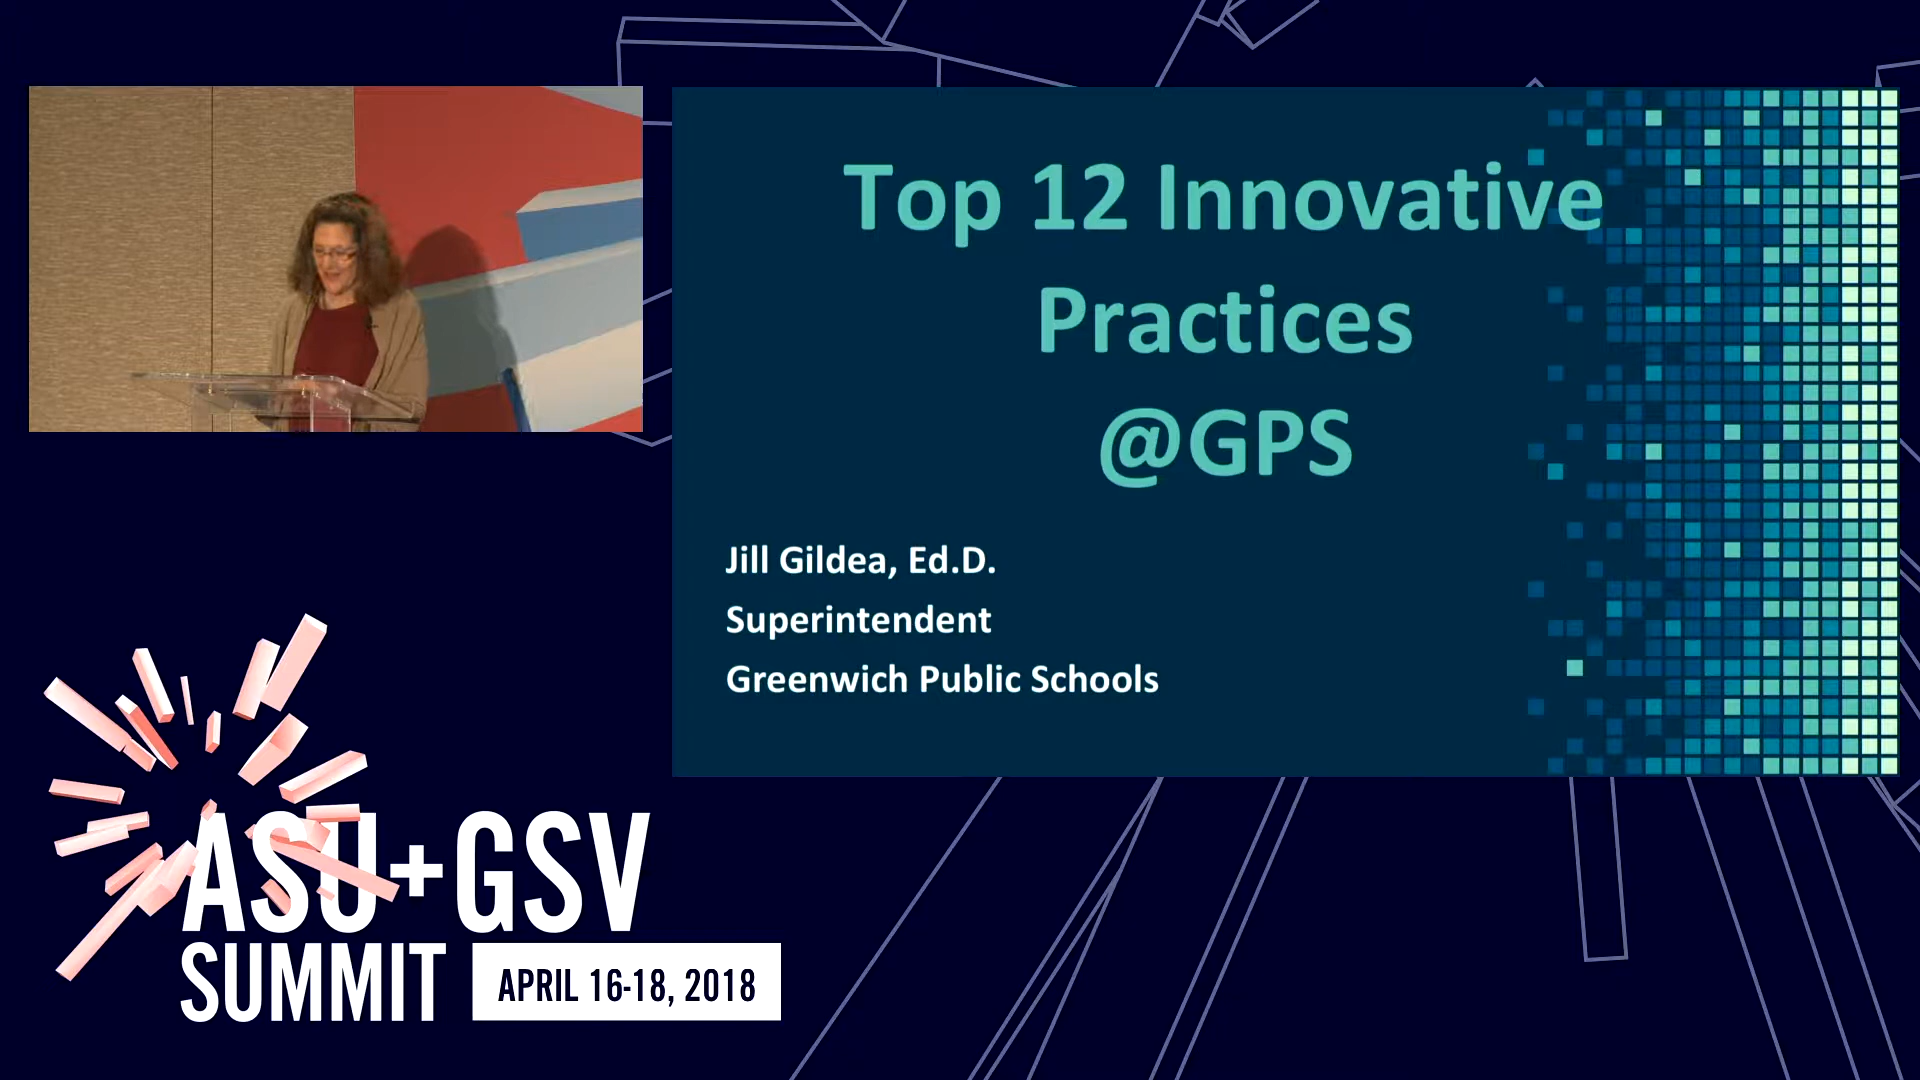 Top 12 Innovative
Practices
@GPS
Jill Gildea, Ed.D.
Superintendent
Greenwich Public Schools
ASU+GSV
SUMMIT
APRIL 16-18, 2018